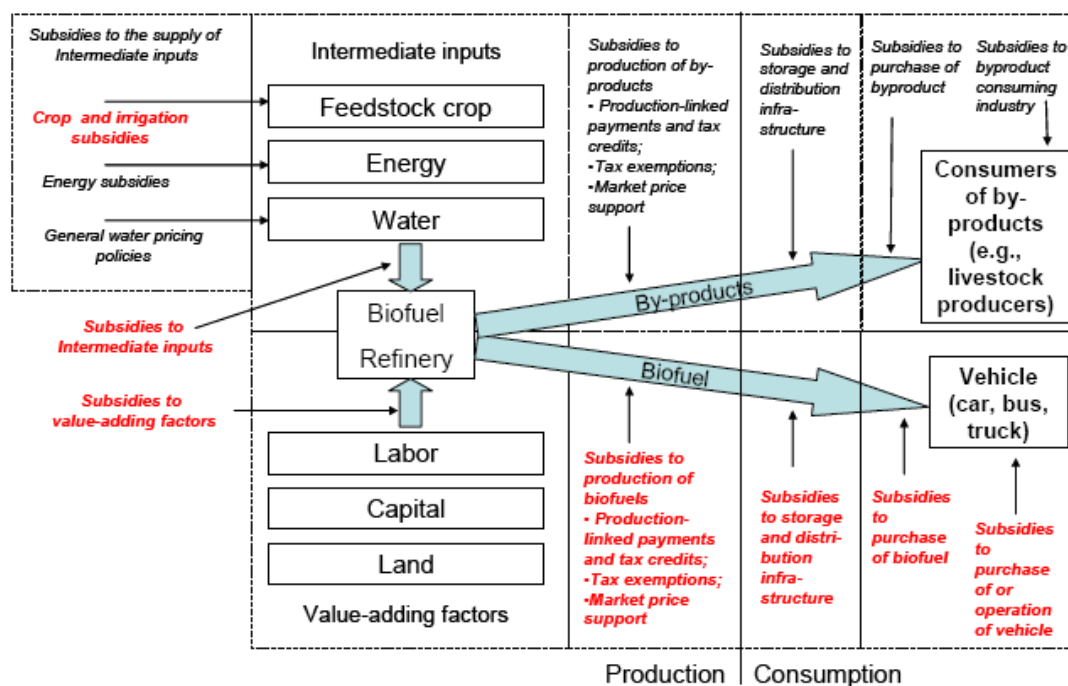 Subsidies to the supply of
Intermediate inputs
Crop and irrigation
subsidies
Energy subsidies
General water pricing
policies
Subsidies to
Intermediate inputs
Subsidies to
value-adding factors
Intermediate inputs
Feedstock crop
Energy
Water
Biofuel
Refinery
Labor
Capital
Land
Value-adding factors
Subsidies to
production of by-
products
- Production-linked
payments and tax
credits;
-Tax exemptions;
-Market price
support
Subsidies to
storage and
distribution
infra-
structure
Subsidies to
purchase of
byproduct
Subsidies to
byproduct
consuming
industry
By-products
Consumers
of by-
products
(e.g.,
livestock
producers)
Biofuel
Vehicle
(car, bus,
truck)
Subsidies to
production of
biofuels
- Production-
linked payments
and tax credits;
-Tax exemptions;
-Market price
support
Subsidies
to storage
and distri-
bution
infra-
structure
Subsidies
to
purchase
of biofuel
Subsidies
to
purchase
of or
operation
of vehicle
Production
Consumption